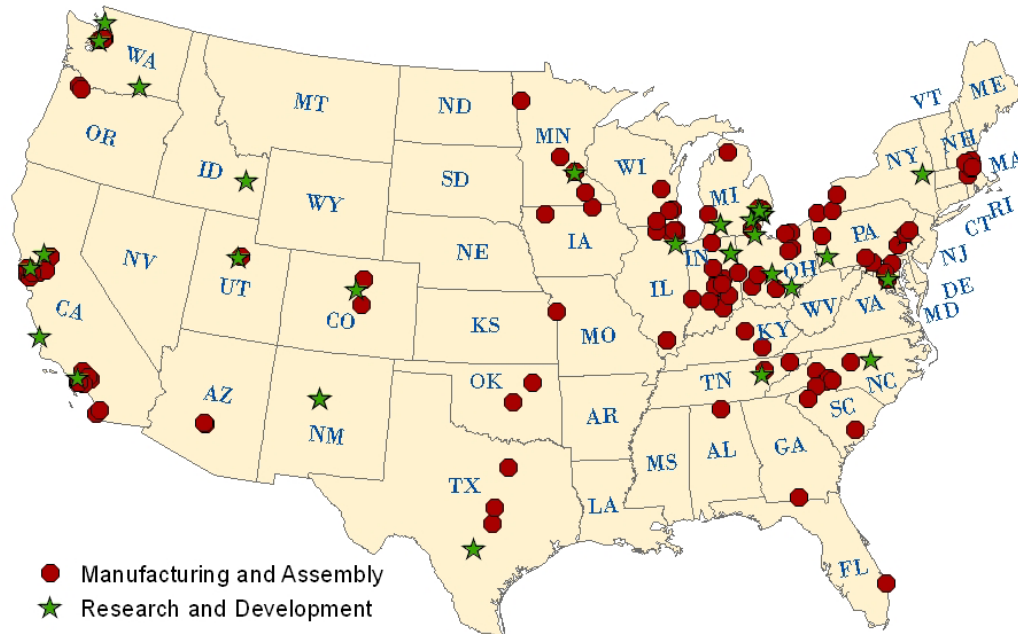 WA
MT
ND
MN
VT
ME
OR
ID
SD
WI
MI
NY
NH
MA
WY
RI
CT
NV
NE
IA
PA
NJ
UT
IL
IN
OH
DE
CA
CO
KS
MO
WV
VA
MD
KY
AZ
NM
OK
AR
TN
NC
SC
TX
LA
MS
AL
GA
FL
Manufacturing and Assembly
Research and Development